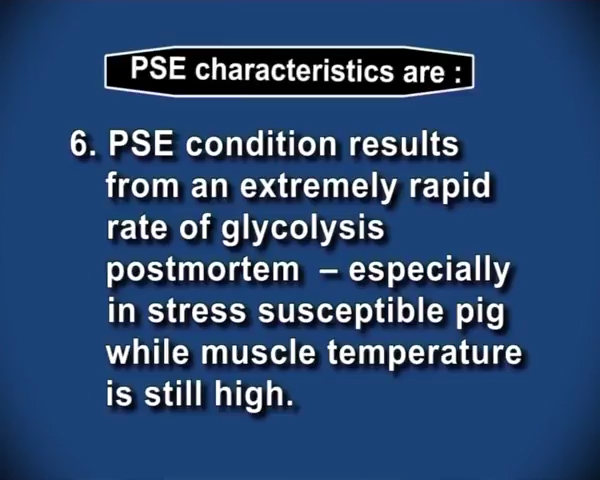 PSE characteristics are :
6. PSE condition results
from an extremely rapid
rate of glycolysis
postmortem – especially
in stress susceptible pig
while muscle temperature
is still high.